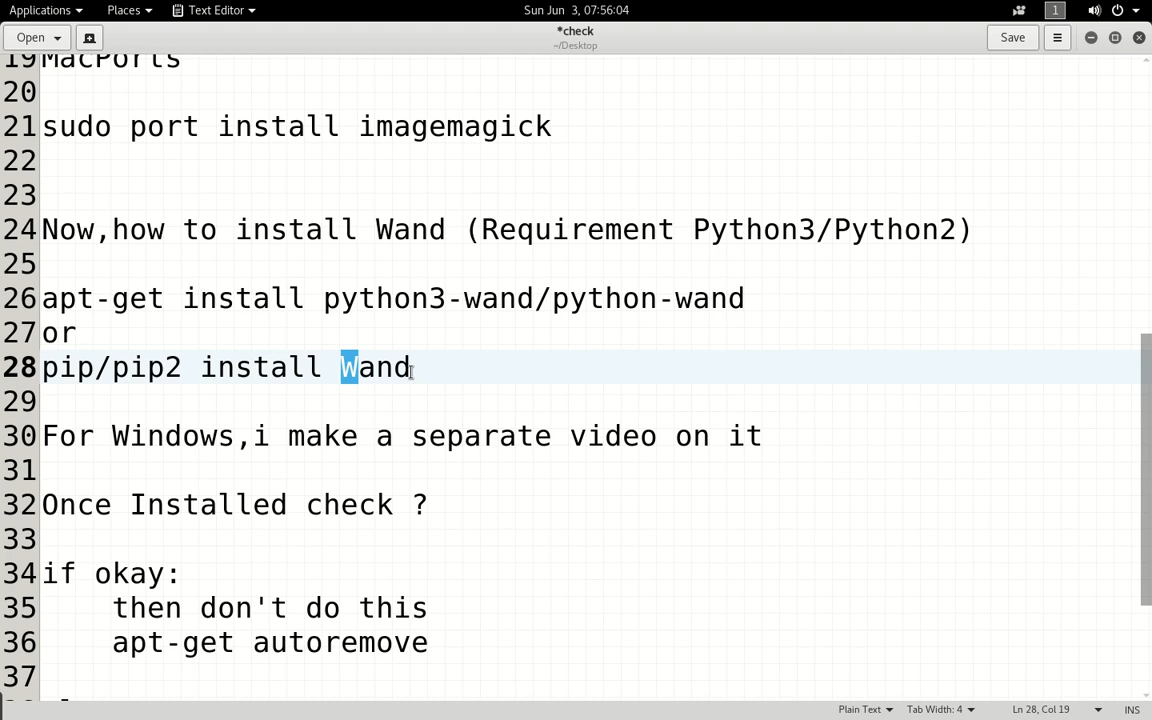 Applications Places Text Editor Sun Jun 3, 07:56:04 1
Open *check Save
~/Desktop
19 MacPorts
20
21 sudo port install imagemagick
22
23
24 Now,how to install Wand (Requirement Python3/Python2)
25
26 apt-get install python3-wand/python-wand
27 or
28 pip/pip2 install Wand
29
30 For Windows,i make a separate video on it
31
32 Once Installed check ?
33
34 if okay:
35 then don't do this
36 apt-get autoremove
37
Plain Text Tab Width: 4 Ln 28, Col 19 INS